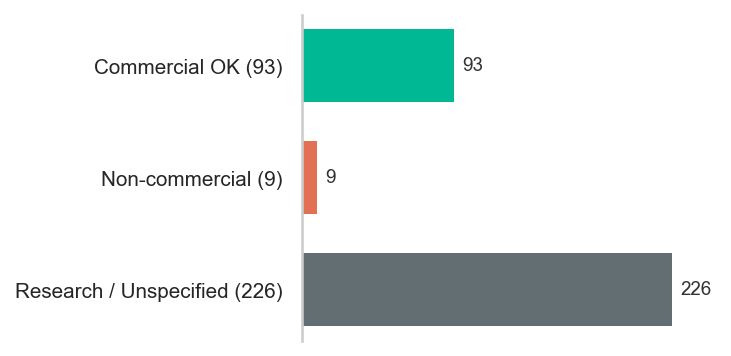 Commercial OK (93)
93
Non-commercial (9)
9
Research / Unspecified (226)
226